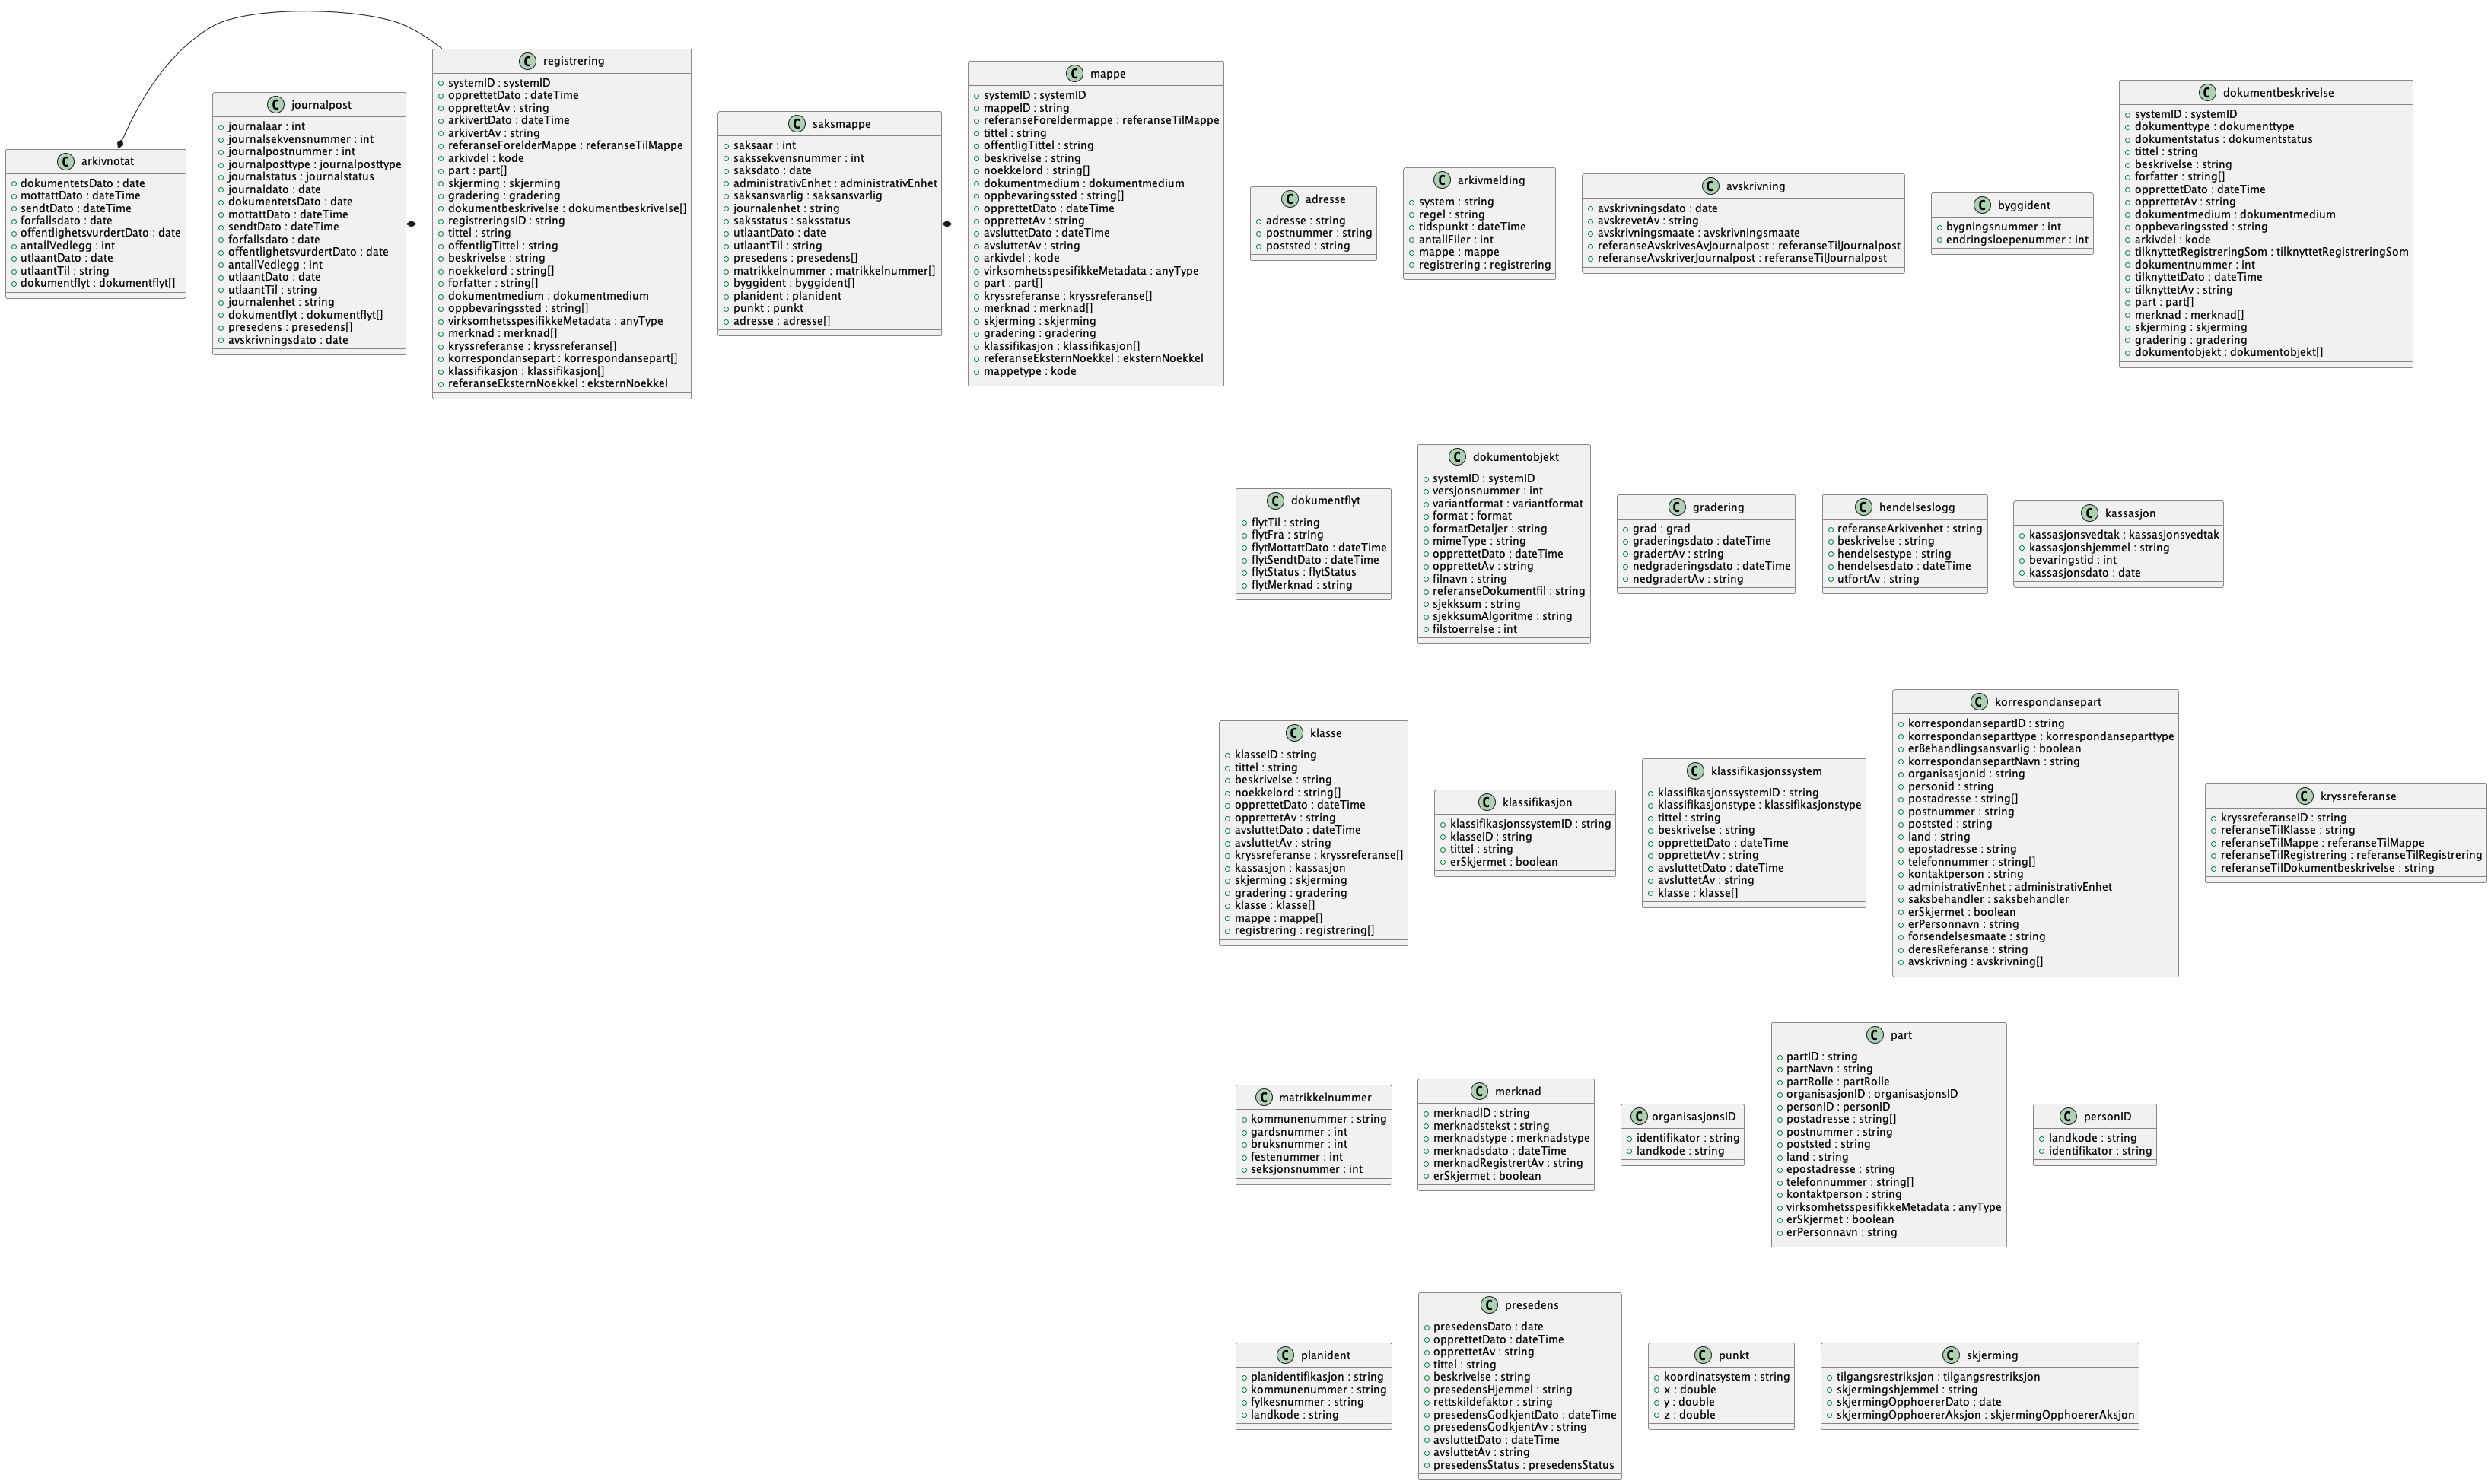 C arkivnotat
dokumentetsDato : date
mottattDato : dateTime
sendtDato : dateTime
forfallsdato : date
offentlighetsvurdertDato : date
antallVedlegg : int
utlaantDato : date
utlaantTil : string
dokumentflyt : dokumentflyt[]
C journalpost
journalaar : int
journalsekvensnummer : int
journalpostnummer : int
journalposttype : journalposttype
journalstatus : journalstatus
journaldato : date
dokumentetsDato : date
mottattDato : dateTime
sendtDato : dateTime
forfallsdato : date
offentlighetsvurdertDato : date
antallVedlegg : int
utlaantDato : date
utlaantTil : string
journalenhet : string
dokumentflyt : dokumentflyt[]
presedens : presedens[]
avskrivningsdato : date
C registrering
systemID : systemID
opprettetDato : dateTime
opprettetAv : string
arkivertDato : dateTime
arkivertAv : string
referanseForelderMappe : referanseTilMappe
arkivdel : kode
part : part[]
skjerming : skjerming
gradering : gradering
dokumentbeskrivelse : dokumentbeskrivelse[]
registreringsID : string
tittel : string
offentligTittel : string
beskrivelse : string
noekkelord : string[]
forfatter : string[]
dokumentmedium : dokumentmedium
oppbevaringssted : string[]
virksomhetsspesifikkeMetadata : anyType
merknad : merknad[]
kryssreferanse : kryssreferanse[]
korrespondansepart : korrespondansepart[]
klassifikasjon : klassifikasjon[]
referanseEksternNoekkel : eksternNoekkel
C saksmappe
saksaar : int
sakssekvensnummer : int
saksdato : date
administrativEnhet : administrativEnhet
saksansvarlig : saksansvarlig
journalenhet : string
saksstatus : saksstatus
utlaantDato : date
utlaantTil : string
presedens : presedens[]
matrikkelnummer : matrikkelnummer[]
byggident : byggident[]
planident : planident
punkt : punkt
adresse : adresse[]
C mappe
systemID : systemID
mappeID : string
referanseForeldermappe : referanseTilMappe
tittel : string
offentligTittel : string
beskrivelse : string
noekkelord : string[]
dokumentmedium : dokumentmedium
oppbevaringssted : string[]
opprettetDato : dateTime
opprettetAv : string
avsluttetDato : dateTime
avsluttetAv : string
arkivdel : kode
virksomhetsspesifikkeMetadata : anyType
part : part[]
kryssreferanse : kryssreferanse[]
merknad : merknad[]
skjerming : skjerming
gradering : gradering
klassifikasjon : klassifikasjon[]
referanseEksternNoekkel : eksternNoekkel
mappetype : kode
C adresse
adresse : string
postnummer : string
poststed : string
C arkivmelding
system : string
regel : string
tidspunkt : dateTime
antallFiler : int
mappe : mappe
registrering : registrering
C avskrivning
avskrivningsdato : date
avskrevetAv : string
avskrivningsmaate : avskrivningsmaate
referanseAvskrivesAvJournalpost : referanseTilJournalpost
referanseAvskriverJournalpost : referanseTilJournalpost
C byggident
bygningsnummer : int
endringsloepenummer : int
C dokumentbeskrivelse
systemID : systemID
dokumenttype : dokumenttype
dokumentstatus : dokumentstatus
tittel : string
beskrivelse : string
forfatter : string[]
opprettetDato : dateTime
opprettetAv : string
dokumentmedium : dokumentmedium
oppbevaringssted : string
arkivdel : kode
tilknyttetRegistreringSom : tilknyttetRegistreringSom
dokumentnummer : int
tilknyttetDato : dateTime
tilknyttetAv : string
part : part[]
merknad : merknad[]
skjerming : skjerming
gradering : gradering
dokumentobjekt : dokumentobjekt[]
C dokumentflyt
flytTil : string
flytFra : string
flytMottattDato : dateTime
flytSendtDato : dateTime
flytStatus : flytStatus
flytMerknad : string
C dokumentobjekt
systemID : systemID
versjonsnummer : int
variantformat : variantformat
format : format
formatDetaljer : string
mimeType : string
opprettetDato : dateTime
opprettetAv : string
filnavn : string
referanseDokumentfil : string
sjekksum : string
sjekksumAlgoritme : string
filstoerrelse : int
C gradering
grad : grad
graderingsdato : dateTime
gradertAv : string
nedgraderingsdato : dateTime
nedgradertAv : string
C hendelseslogg
referanseArkivenhet : string
beskrivelse : string
hendelsestype : string
hendelsesdato : dateTime
utfortAv : string
C kassasjon
kassasjonsvedtak : kassasjonsvedtak
kassasjonshjemmel : string
bevaringstid : int
kassasjonsdato : date
C klasse
klasseID : string
tittel : string
beskrivelse : string
noekkelord : string[]
opprettetDato : dateTime
opprettetAv : string
avsluttetDato : dateTime
avsluttetAv : string
kryssreferanse : kryssreferanse[]
kassasjon : kassasjon
skjerming : skjerming
gradering : gradering
klasse : klasse[]
mappe : mappe[]
registrering : registrering[]
C klassifikasjon
klassifikasjonssystemID : string
klasseID : string
tittel : string
erSkjermet : boolean
C klassifikasjonssystem
klassifikasjonssystemID : string
klassifikasjonstype : klassifikasjonstype
tittel : string
beskrivelse : string
opprettetDato : dateTime
opprettetAv : string
avsluttetDato : dateTime
avsluttetAv : string
klasse : klasse[]
C korrespondansepart
korrespondansepartID : string
korrespondanseparttype : korrespondanseparttype
erBehandlingsansvarlig : boolean
korrespondansepartNavn : string
organisasjonid : string
personid : string
postadresse : string[]
postnummer : string
poststed : string
land : string
epostadresse : string
telefonnummer : string[]
kontaktperson : string
administrativEnhet : administrativEnhet
saksbehandler : saksbehandler
erSkjermet : boolean
erPersonnavn : string
forsendelsesmaate : string
deresReferanse : string
avskrivning : avskrivning[]
C kryssreferanse
kryssreferanseID : string
referanseTilKlasse : string
referanseTilMappe : referanseTilMappe
referanseTilRegistrering : referanseTilRegistrering
referanseTilDokumentbeskrivelse : string
C matrikkelnummer
kommunenummer : string
gardsnummer : int
bruksnummer : int
festenummer : int
seksjonsnummer : int
C merknad
merknadID : string
merknadstekst : string
merknadstype : merknadstype
merknadsdato : dateTime
merknadRegistrertAv : string
erSkjermet : boolean
C organisasjonsID
identifikator : string
landkode : string
C part
partID : string
partNavn : string
partRolle : partRolle
organisasjonID : organisasjonsID
personID : personID
postadresse : string[]
postnummer : string
poststed : string
land : string
epostadresse : string
telefonnummer : string[]
kontaktperson : string
virksomhetsspesifikkeMetadata : anyType
erSkjermet : boolean
erPersonnavn : string
C personID
landkode : string
identifikator : string
C planident
planidentifikasjon : string
kommunenummer : string
fylkesnummer : string
landkode : string
C presedens
presedensDato : date
opprettetDato : dateTime
opprettetAv : string
tittel : string
beskrivelse : string
presedensHjemmel : string
rettskildefaktor : string
presedensGodkjentDato : dateTime
presedensGodkjentAv : string
avsluttetDato : dateTime
avsluttetAv : string
presedensStatus : presedensStatus
C punkt
koordinatsystem : string
x : double
y : double
z : double
C skjerming
tilgangsrestriksjon : tilgangsrestriksjon
skjermingshjemmel : string
skjermingOpphoererDato : date
skjermingOpphoererAksjon : skjermingOpphoererAksjon